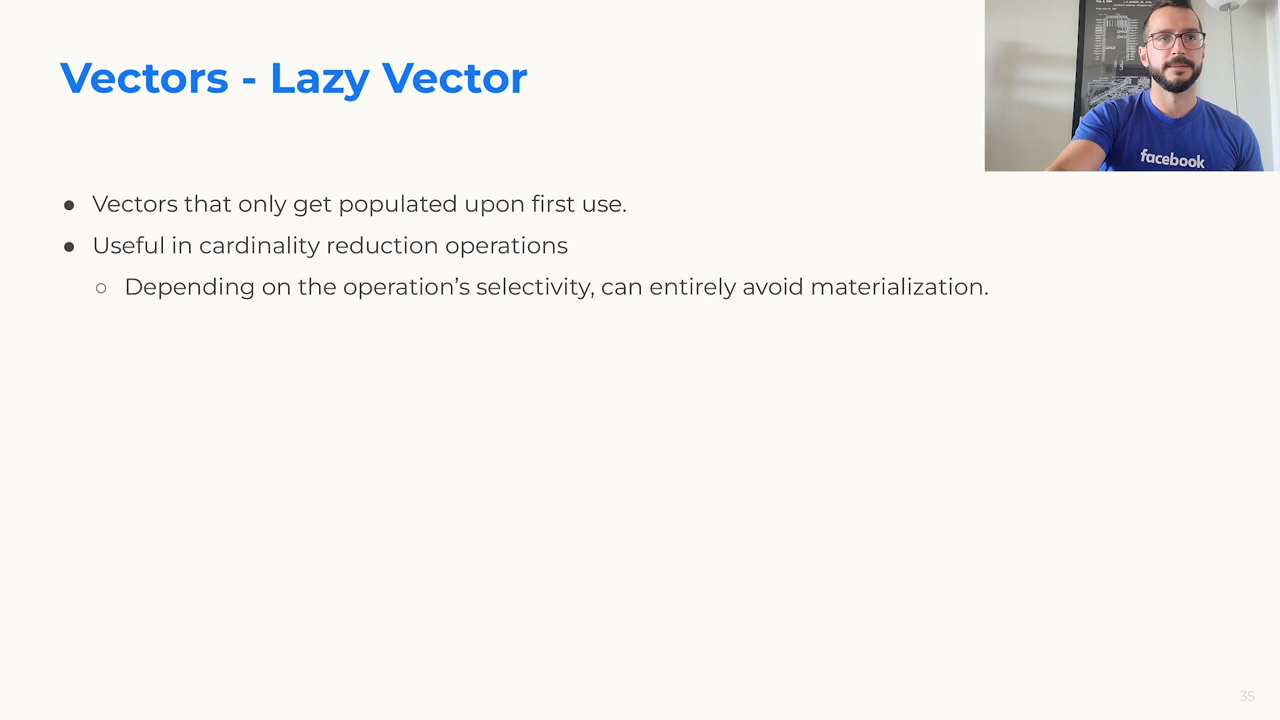 Vectors - Lazy Vector
facebook
● Vectors that only get populated upon first use.
● Useful in cardinality reduction operations
○ Depending on the operation's selectivity, can entirely avoid materialization.
35